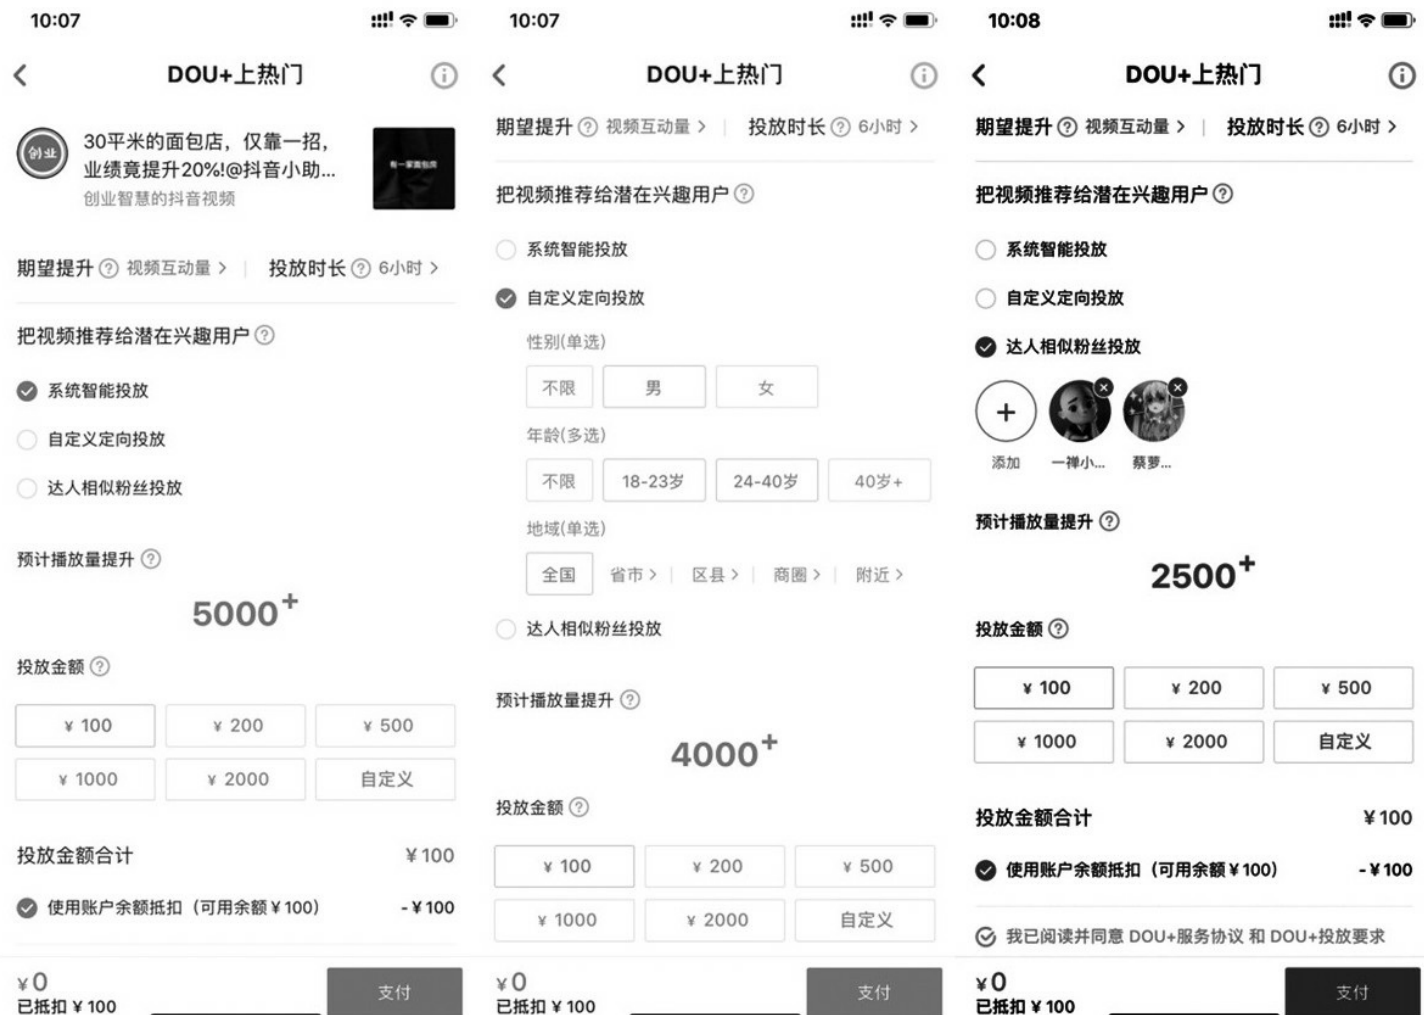 10:07
DOU+上热门
30平米的面包店，仅靠一招，
业绩竟提升20%!@抖音小助...
创业智慧的抖音视频
创业
有一家面包房
期望提升 ? 视频互动量 > | 投放时长 ? 6小时 >
把视频推荐给潜在兴趣用户 ?
系统智能投放
自定义定向投放
达人相似粉丝投放
预计播放量提升 ?
5000+
投放金额 ?
¥ 100 ¥ 200 ¥ 500
¥ 1000 ¥ 2000 自定义
投放金额合计 ¥100
使用账户余额抵扣（可用余额¥100） -¥100
¥0
已抵扣¥100
支付
10:07
DOU+上热门
期望提升 ? 视频互动量 > | 投放时长 ? 6小时 >
把视频推荐给潜在兴趣用户 ?
系统智能投放
自定义定向投放
性别(单选)
不限 男 女
年龄(多选)
不限 18-23岁 24-40岁 40岁+
地域(单选)
全国 省市 > | 区县 > | 商圈 > | 附近 >
达人相似粉丝投放
预计播放量提升 ?
4000+
投放金额 ?
¥ 100 ¥ 200 ¥ 500
¥ 1000 ¥ 2000 自定义
¥0
已抵扣¥100
支付
10:08
DOU+上热门
期望提升 ? 视频互动量 > | 投放时长 ? 6小时 >
把视频推荐给潜在兴趣用户 ?
系统智能投放
自定义定向投放
达人相似粉丝投放
添加 一禅小... 蔡萝...
预计播放量提升 ?
2500+
投放金额 ?
¥ 100 ¥ 200 ¥ 500
¥ 1000 ¥ 2000 自定义
投放金额合计 ¥100
使用账户余额抵扣（可用余额¥100） -¥100
我已阅读并同意 DOU+服务协议 和 DOU+投放要求
¥0
已抵扣¥100
支付